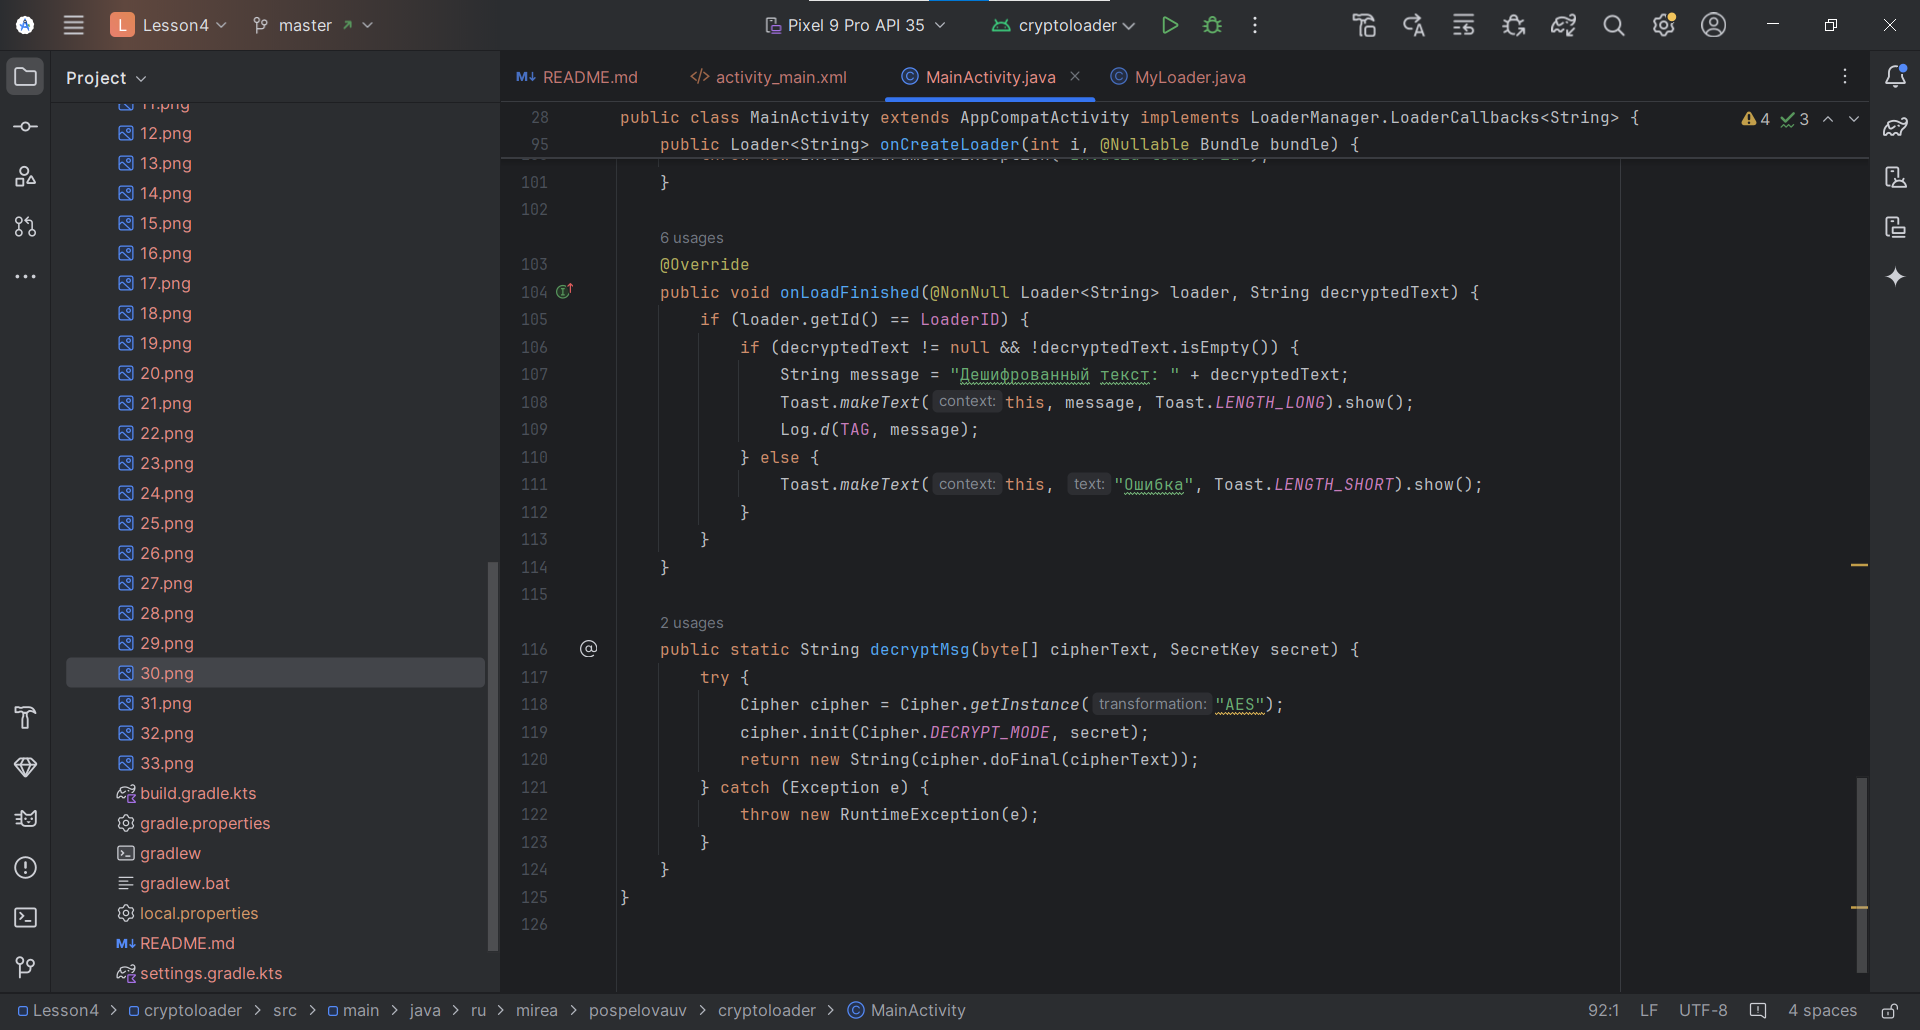 L Lesson4 master Pixel 9 Pro API 35 cryptoloader
Project
README.md activity_main.xml MainActivity.java MyLoader.java
11.png
12.png
13.png
14.png
15.png
16.png
17.png
18.png
19.png
20.png
21.png
22.png
23.png
24.png
25.png
26.png
27.png
28.png
29.png
30.png
31.png
32.png
33.png
build.gradle.kts
gradle.properties
gradlew
gradlew.bat
local.properties
README.md
settings.gradle.kts
28 public class MainActivity extends AppCompatActivity implements LoaderManager.LoaderCallbacks<String> {
4 3
95 public Loader<String> onCreateLoader(int i, @Nullable Bundle bundle) {
101 }
102
6 usages
103 @Override
104 public void onLoadFinished(@NonNull Loader<String> loader, String decryptedText) {
105 if (loader.getId() == LoaderID) {
106 if (decryptedText != null && !decryptedText.isEmpty()) {
107 String message = "Дешифрованный текст: " + decryptedText;
108 Toast.makeText( context: this, message, Toast.LENGTH_LONG).show();
109 Log.d(TAG, message);
110 } else {
111 Toast.makeText( context: this, text: "Ошибка", Toast.LENGTH_SHORT).show();
112 }
113 }
114 }
115
2 usages
116 @ public static String decryptMsg(byte[] cipherText, SecretKey secret) {
117 try {
118 Cipher cipher = Cipher.getInstance( transformation: "AES");
119 cipher.init(Cipher.DECRYPT_MODE, secret);
120 return new String(cipher.doFinal(cipherText));
121 } catch (Exception e) {
122 throw new RuntimeException(e);
123 }
124 }
125 }
126
Lesson4 > cryptoloader > src > main > java > ru > mirea > pospelovauv > cryptoloader > MainActivity 92:1 LF UTF-8 4 spaces